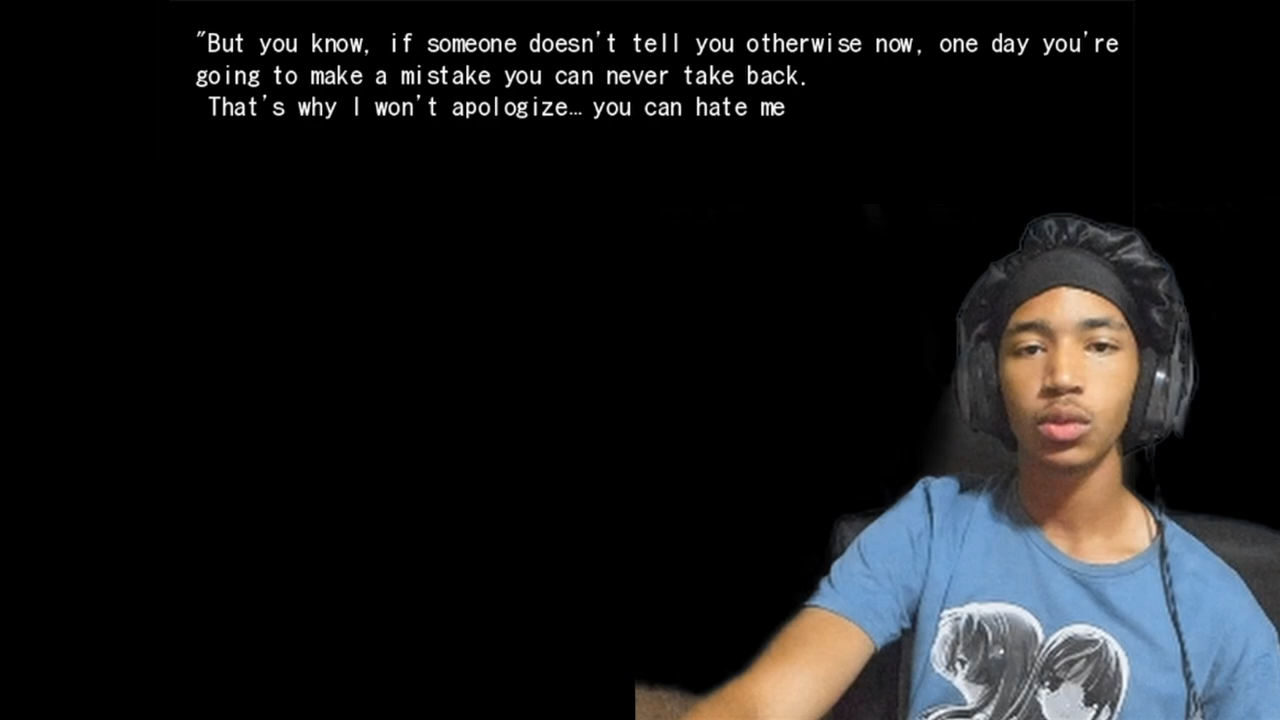 "But you know, if someone doesn't tell you otherwise now, one day you're
going to make a mistake you can never take back.
That's why I won't apologize… you can hate me